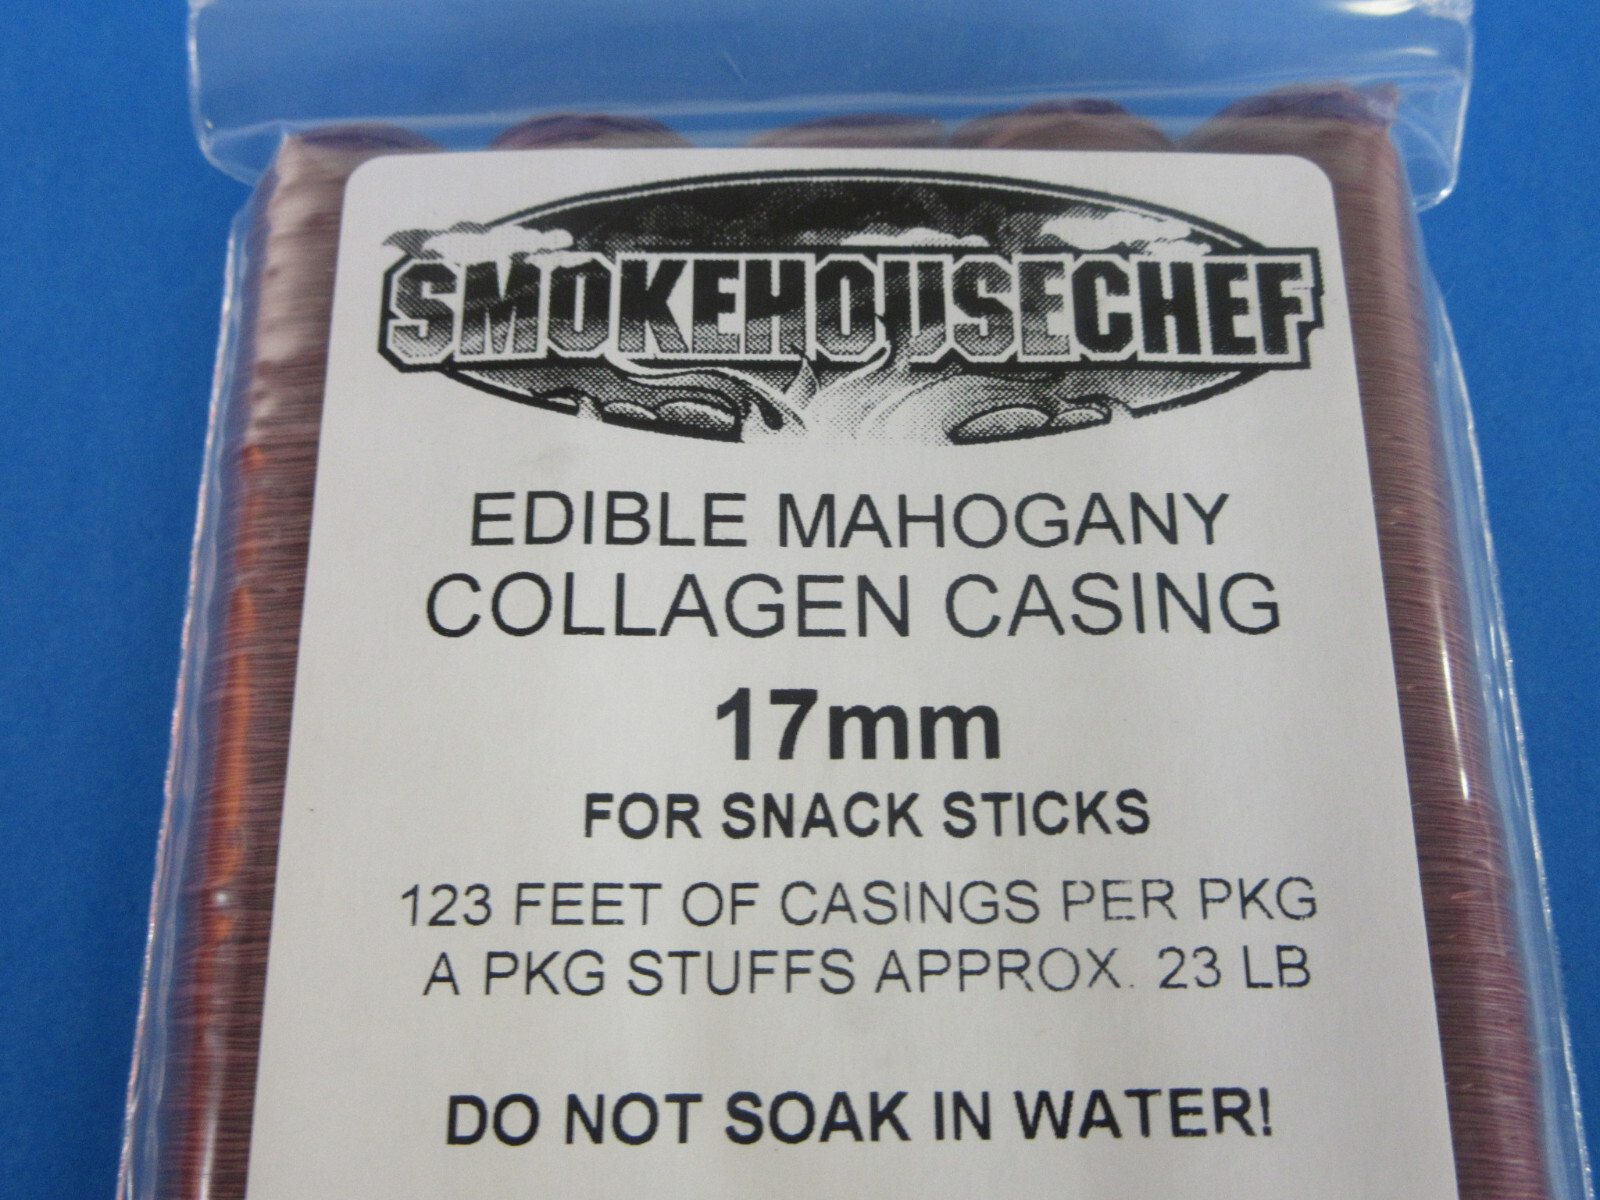 SMOKEHOUSECHEF
EDIBLE MAHOGANY
COLLAGEN CASING
17mm
FOR SNACK STICKS
123 FEET OF CASINGS PER PKG
A PKG STUFFS APPROX. 23 LB
DO NOT SOAK IN WATER!